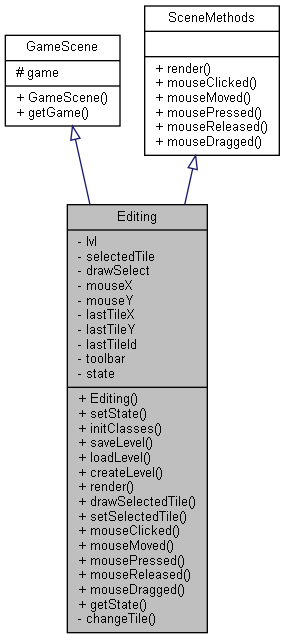 SceneMethods
+ render()
+ mouseClicked()
+ mouseMoved()
+ mousePressed()
+ mouseReleased()
+ mouseDragged()
GameScene
# game
+ GameScene()
+ getGame()
Editing
- lvl
- selectedTile
- drawSelect
- mouseX
- mouseY
- lastTileX
- lastTileY
- lastTileId
- toolbar
- state
+ Editing()
+ setState()
+ initClasses()
+ saveLevel()
+ loadLevel()
+ createLevel()
+ render()
+ drawSelectedTile()
+ setSelectedTile()
+ mouseClicked()
+ mouseMoved()
+ mousePressed()
+ mouseReleased()
+ mouseDragged()
+ getState()
- changeTile()